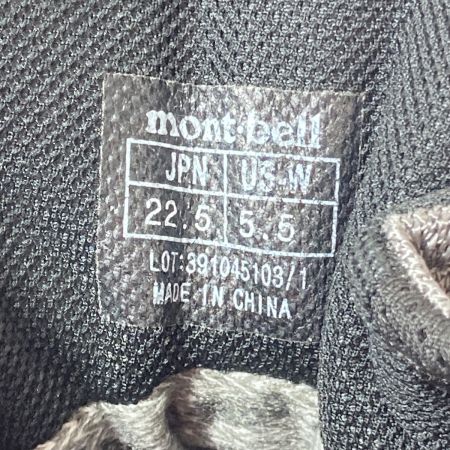 mont·bell
JPN US-W
22.5 5.5
LOT:391045103/1
MADE IN CHINA